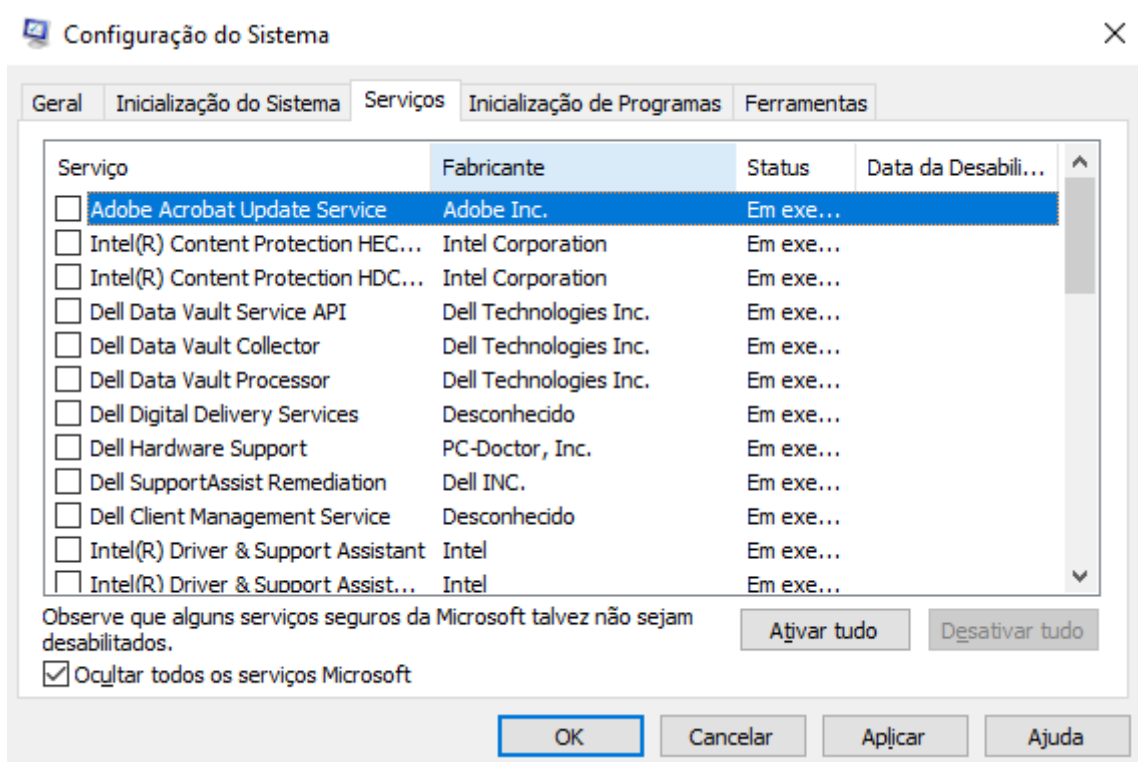 Configuração do Sistema
Geral Inicialização do Sistema Serviços Inicialização de Programas Ferramentas
Serviço Fabricante Status Data da Desabili...
Adobe Acrobat Update Service Adobe Inc. Em exe...
Intel(R) Content Protection HEC... Intel Corporation Em exe...
Intel(R) Content Protection HDC... Intel Corporation Em exe...
Dell Data Vault Service API Dell Technologies Inc. Em exe...
Dell Data Vault Collector Dell Technologies Inc. Em exe...
Dell Data Vault Processor Dell Technologies Inc. Em exe...
Dell Digital Delivery Services Desconhecido Em exe...
Dell Hardware Support PC-Doctor, Inc. Em exe...
Dell SupportAssist Remediation Dell INC. Em exe...
Dell Client Management Service Desconhecido Em exe...
Intel(R) Driver & Support Assistant Intel Em exe...
Intel(R) Driver & Support Assist... Intel Em exe...
Observe que alguns serviços seguros da Microsoft talvez não sejam
desabilitados.
Ativar tudo Desativar tudo
Ocultar todos os serviços Microsoft
OK Cancelar Aplicar Ajuda